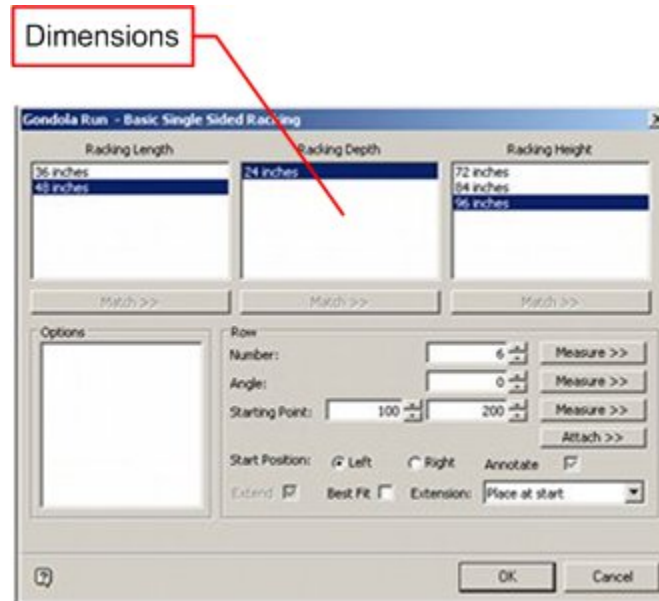 Dimensions
Gondola Run - Basic Single Sided Racking
Racking Length
Racking Depth
Racking Height
36 inches
48 inches
24 inches
72 inches
84 inches
96 inches
Match >>
Match >>
Match >>
Options
Row
Number: 6 Measure >>
Angle: 0 Measure >>
Starting Point: 100 200 Measure >>
Attach >>
Start Position: Left Right Annotate
Extend Best Fit Extension: Place at start
OK Cancel